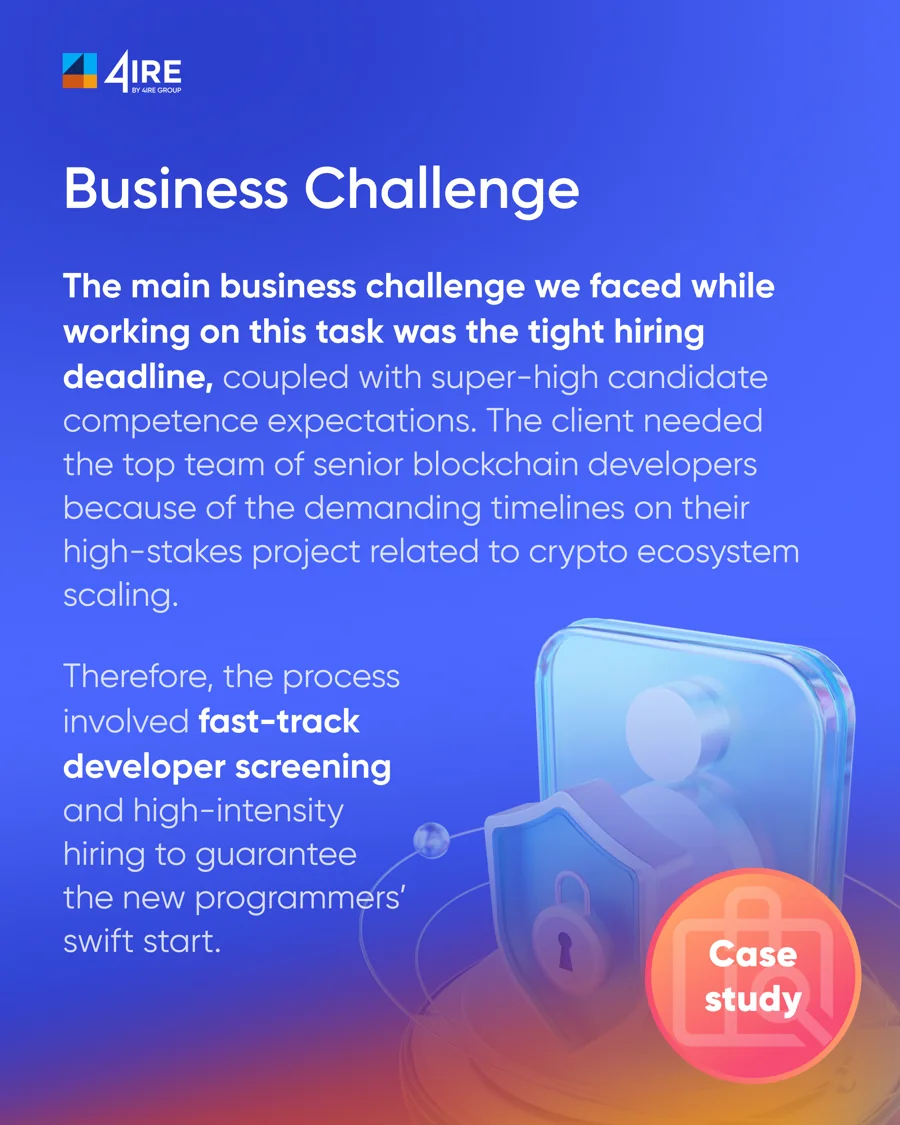 4IRE
BY 4IRE GROUP
Business Challenge
The main business challenge we faced while
working on this task was the tight hiring
deadline, coupled with super-high candidate
competence expectations. The client needed
the top team of senior blockchain developers
because of the demanding timelines on their
high-stakes project related to crypto ecosystem
scaling.
Therefore, the process
involved fast-track
developer screening
and high-intensity
hiring to guarantee
the new programmers’
swift start.
Case
study